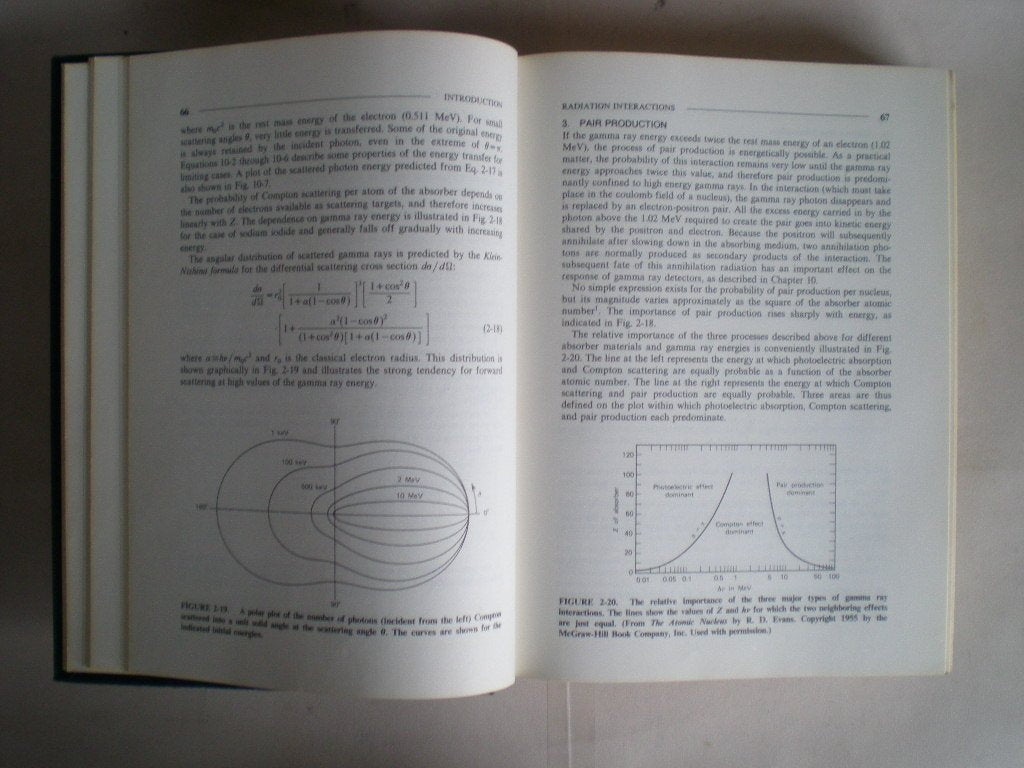 66 INTRODUCTION
where m₀c² is the rest mass energy of the electron (0.511 MeV). For small
scattering angles θ, very little energy is transferred. Some of the original energy
is always retained by the incident photon, even in the extreme of θ=π.
Equations 10-2 through 10-6 describe some properties of the energy transfer for
limiting cases. A plot of the scattered photon energy predicted from Eq. 2-17 is
also shown in Fig. 10-7.
The probability of Compton scattering per atom of the absorber depends on
the number of electrons available as scattering targets, and therefore increases
linearly with Z. The dependence on gamma ray energy is illustrated in Fig. 2-18
for the case of sodium iodide and generally falls off gradually with increasing
energy.
The angular distribution of scattered gamma rays is predicted by the Klein-
Nishina formula for the differential scattering cross section dσ/dΩ:
dσ/dΩ = r₀² [1/(1+α(1−cosθ))]³ [(1+cos²θ)/2]
[1+ α²(1−cosθ)²/((1+cos²θ)[1+α(1−cosθ)])] (2-18)
where α≡hν/m₀c² and r₀ is the classical electron radius. This distribution is
shown graphically in Fig. 2-19 and illustrates the strong tendency for forward
scattering at high values of the gamma ray energy.
90°
1 keV
100 keV
500 keV
2 MeV
10 MeV
180°
0°
90°
FIGURE 2-19. A polar plot of the number of photons (incident from the left) Compton
scattered into a unit solid angle at the scattering angle θ. The curves are shown for the
indicated initial energies.
RADIATION INTERACTIONS 67
3. PAIR PRODUCTION
If the gamma ray energy exceeds twice the rest mass energy of an electron (1.02
MeV), the process of pair production is energetically possible. As a practical
matter, the probability of this interaction remains very low until the gamma ray
energy approaches twice this value, and therefore pair production is predomi-
nantly confined to high energy gamma rays. In the interaction (which must take
place in the coulomb field of a nucleus), the gamma ray photon disappears and
is replaced by an electron-positron pair. All the excess energy carried in by the
photon above the 1.02 MeV required to create the pair goes into kinetic energy
shared by the positron and electron. Because the positron will subsequently
annihilate after slowing down in the absorbing medium, two annihilation pho-
tons are normally produced as secondary products of the interaction. The
subsequent fate of this annihilation radiation has an important effect on the
response of gamma ray detectors, as described in Chapter 10.
No simple expression exists for the probability of pair production per nucleus,
but its magnitude varies approximately as the square of the absorber atomic
number¹. The importance of pair production rises sharply with energy, as
indicated in Fig. 2-18.
The relative importance of the three processes described above for different
absorber materials and gamma ray energies is conveniently illustrated in Fig.
2-20. The line at the left represents the energy at which photoelectric absorption
and Compton scattering are equally probable as a function of the absorber
atomic number. The line at the right represents the energy at which Compton
scattering and pair production are equally probable. Three areas are thus
defined on the plot within which photoelectric absorption, Compton scattering,
and pair production each predominate.
120
100
80
60
40
20
0
Z of absorber
Photoelectric effect
dominant
Compton effect
dominant
Pair production
dominant
0.01 0.05 0.1 0.5 1 5 10 50 100
hν in MeV
FIGURE 2-20. The relative importance of the three major types of gamma ray
interactions. The lines show the values of Z and hν for which the two neighboring effects
are just equal. (From The Atomic Nucleus by R. D. Evans. Copyright 1955 by the
McGraw-Hill Book Company, Inc. Used with permission.)